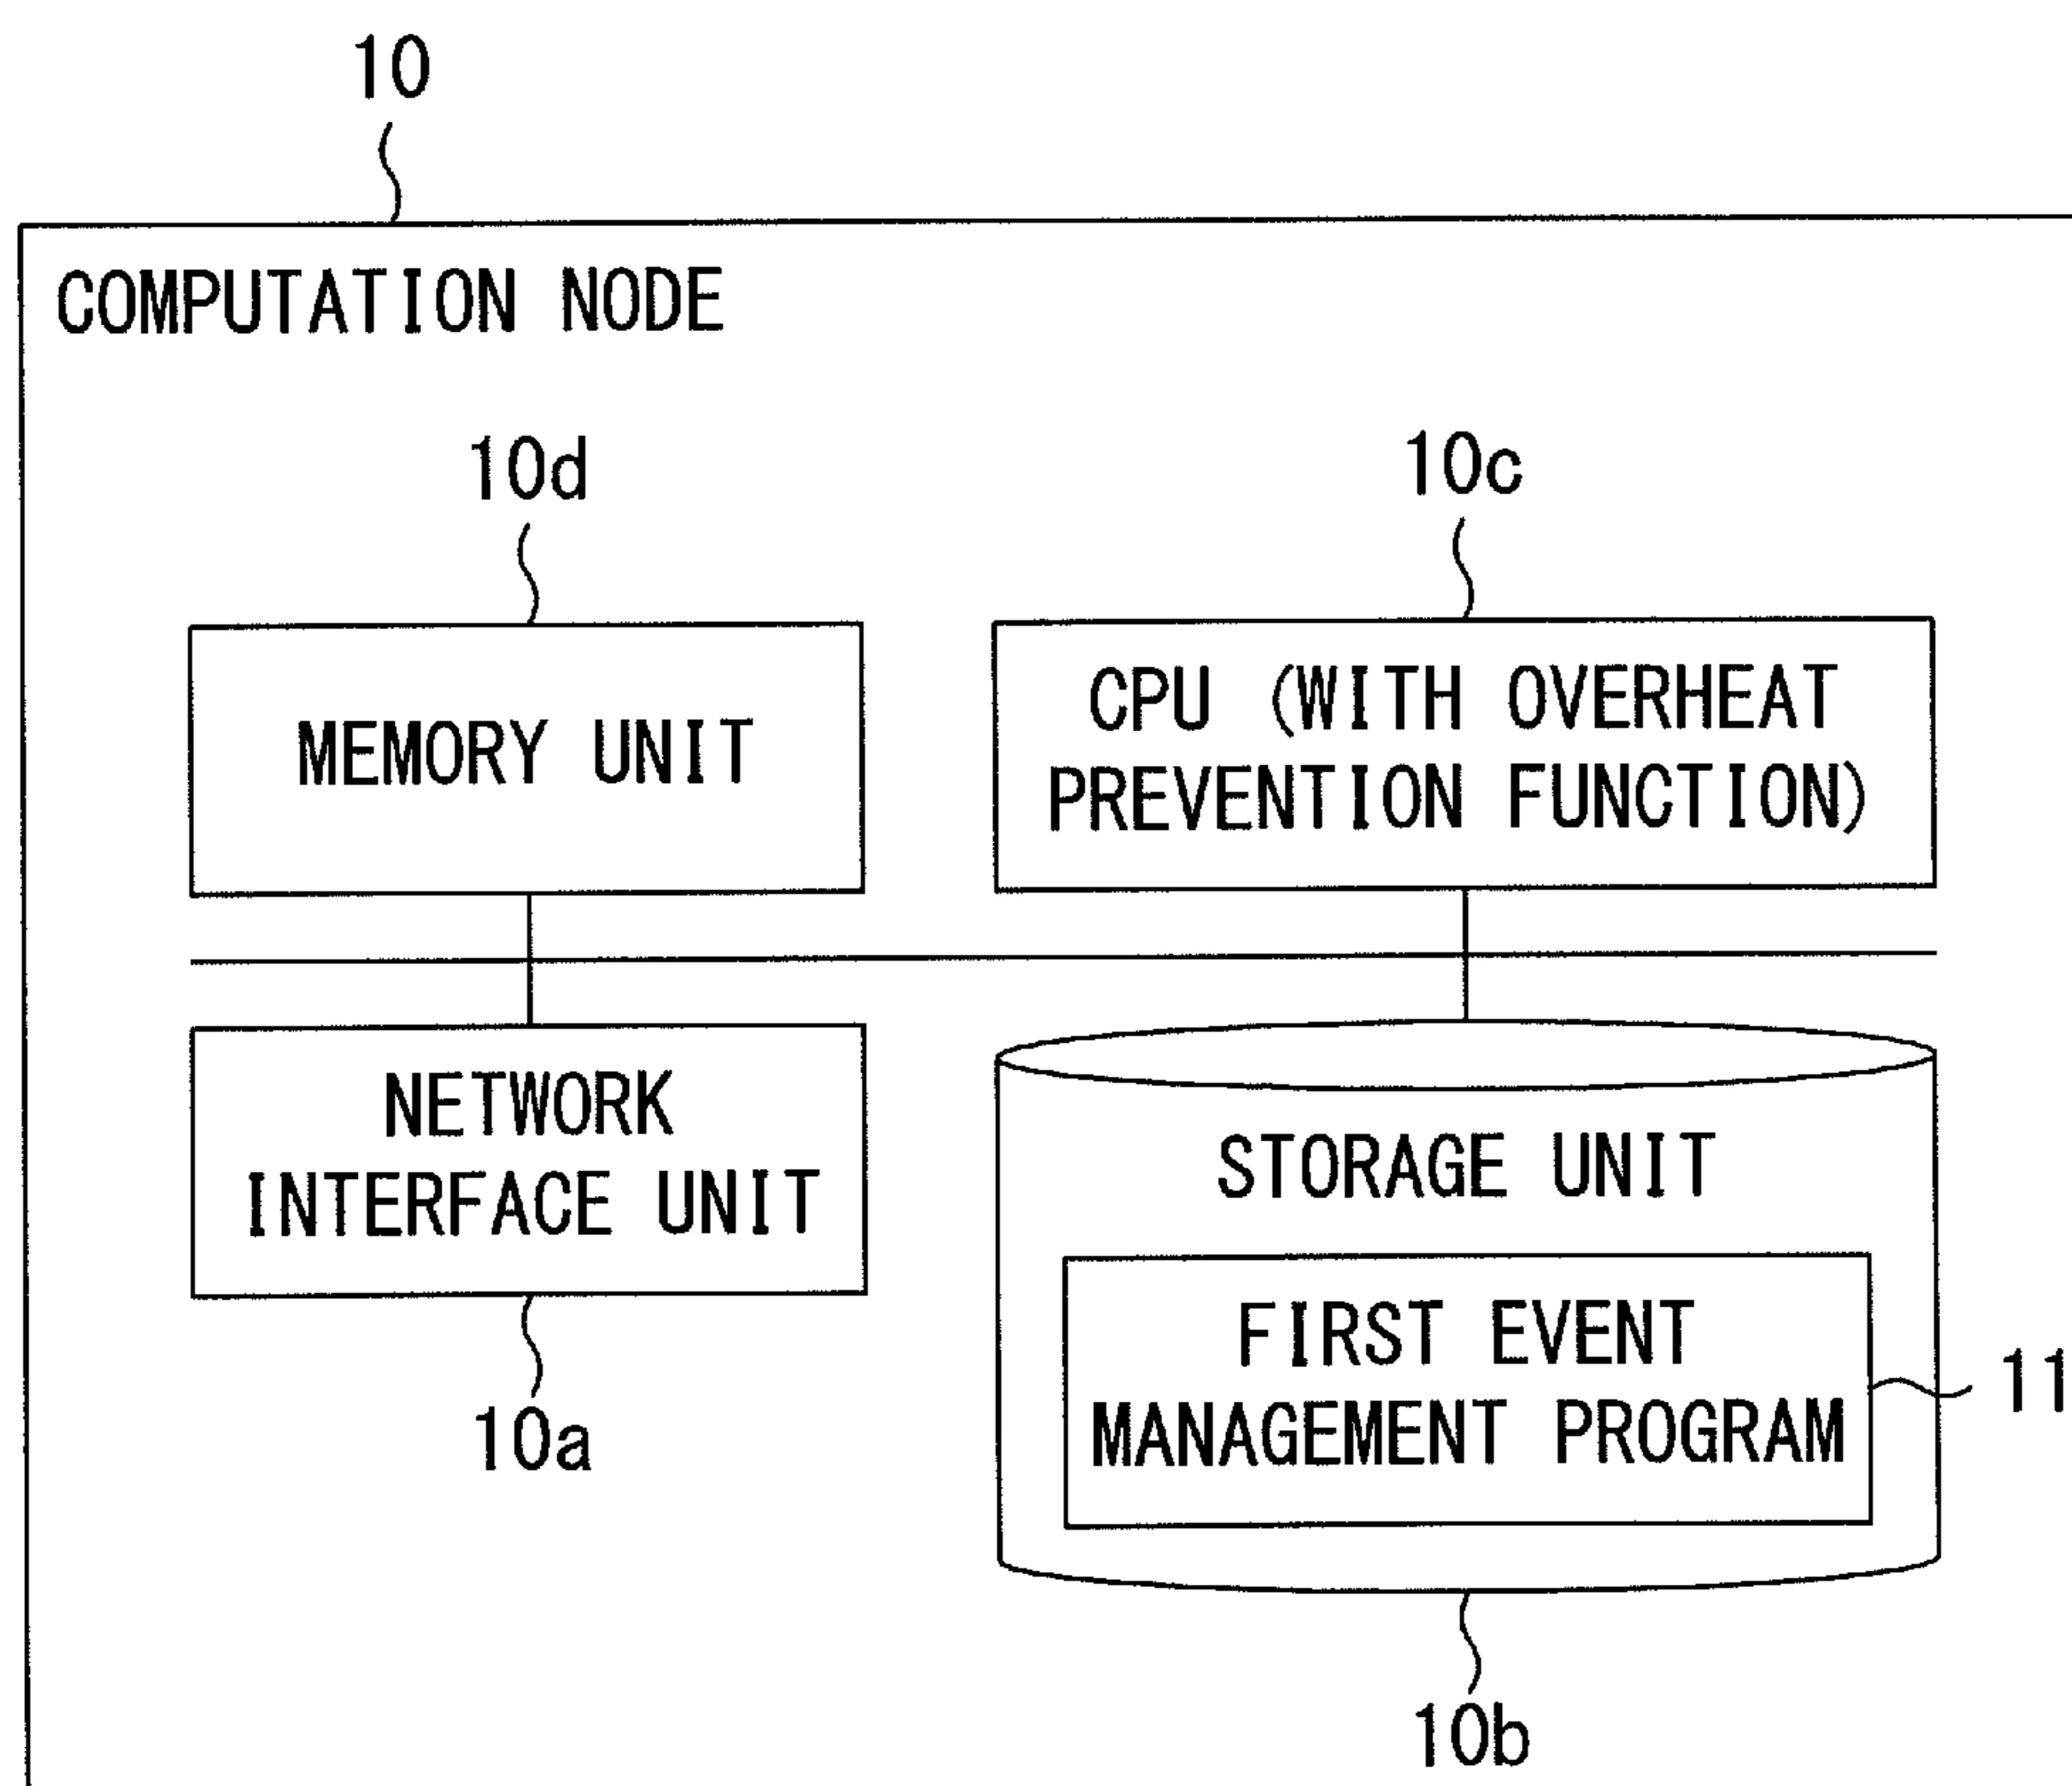 10
COMPUTATION NODE
10d
10c
MEMORY UNIT
CPU (WITH OVERHEAT
PREVENTION FUNCTION)
NETWORK
INTERFACE UNIT
STORAGE UNIT
FIRST EVENT
MANAGEMENT PROGRAM
11
10a
10b